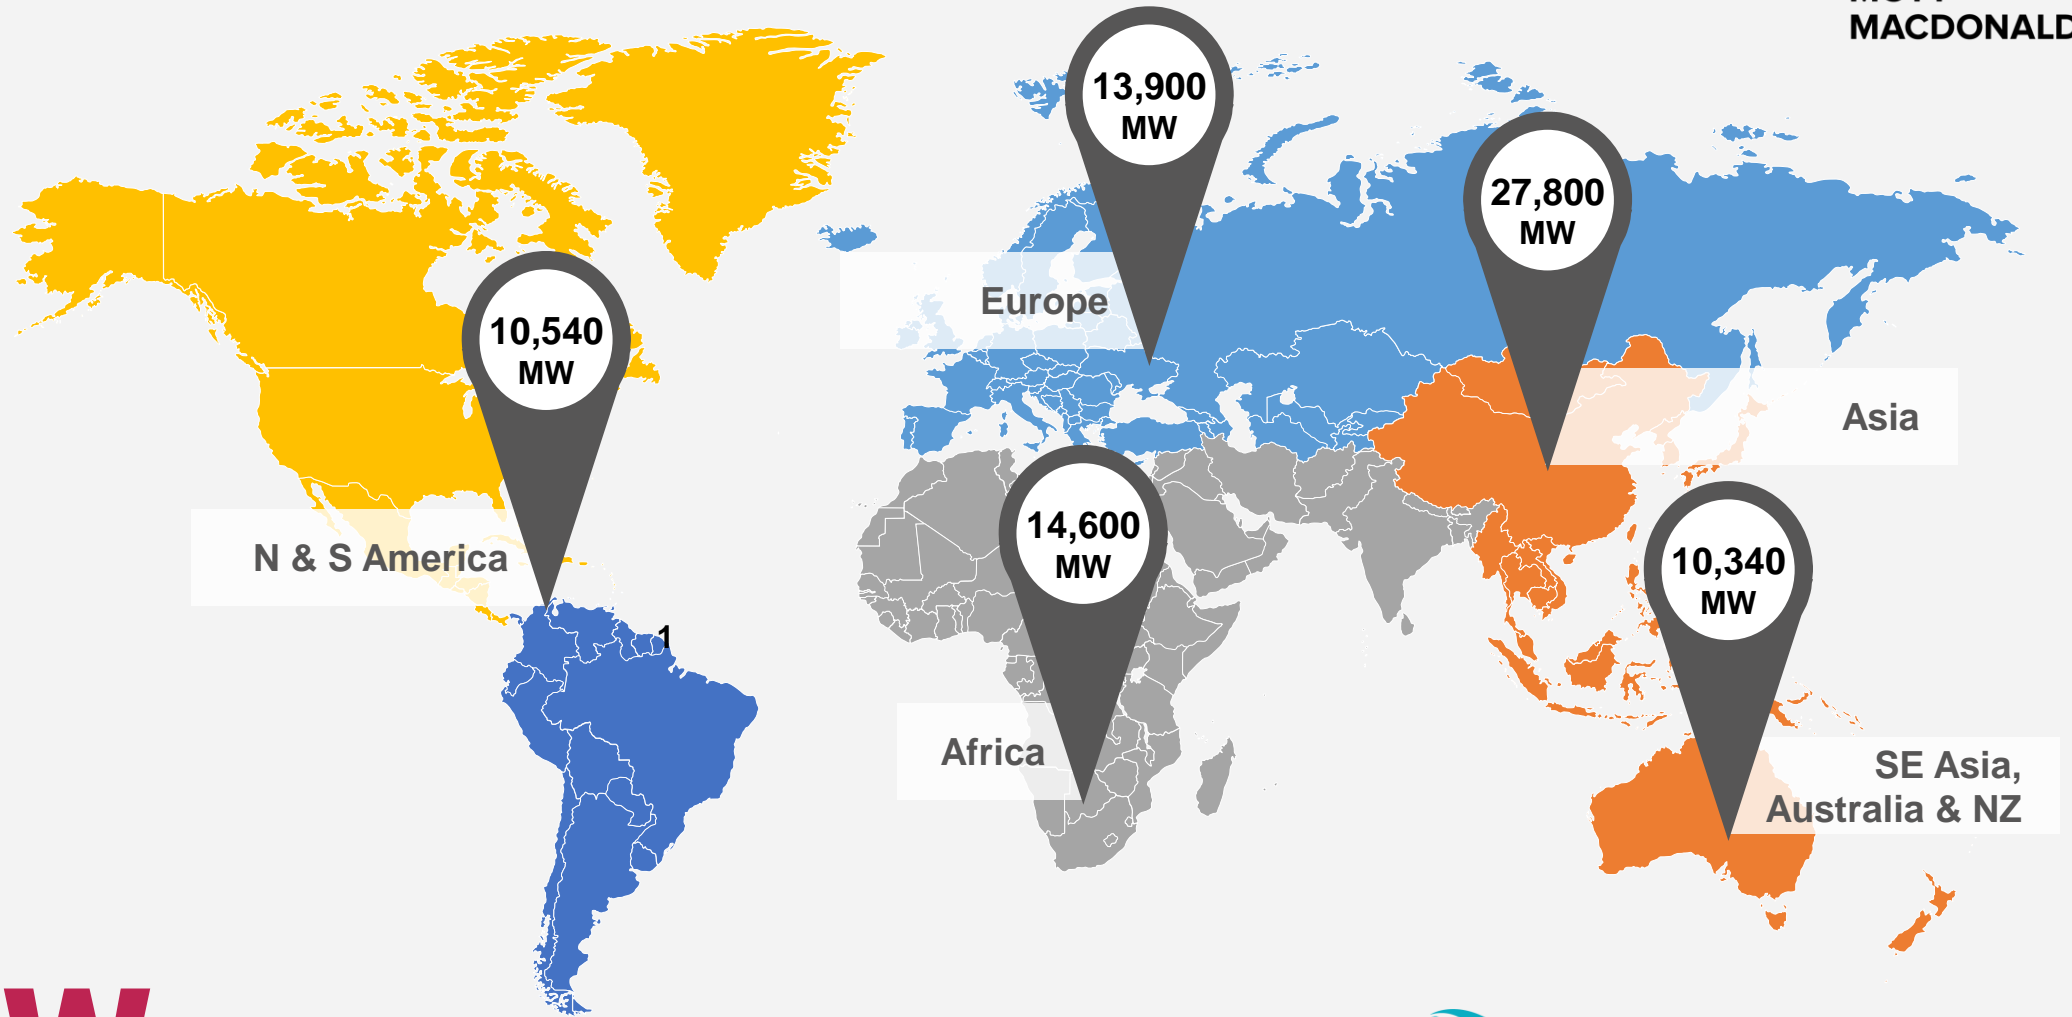 MACDONALD
13,900
MW
27,800
MW
Europe
10,540
MW
Asia
14,600
MW
N & S America
10,340
MW
1
Africa
SE Asia,
Australia & NZ
W